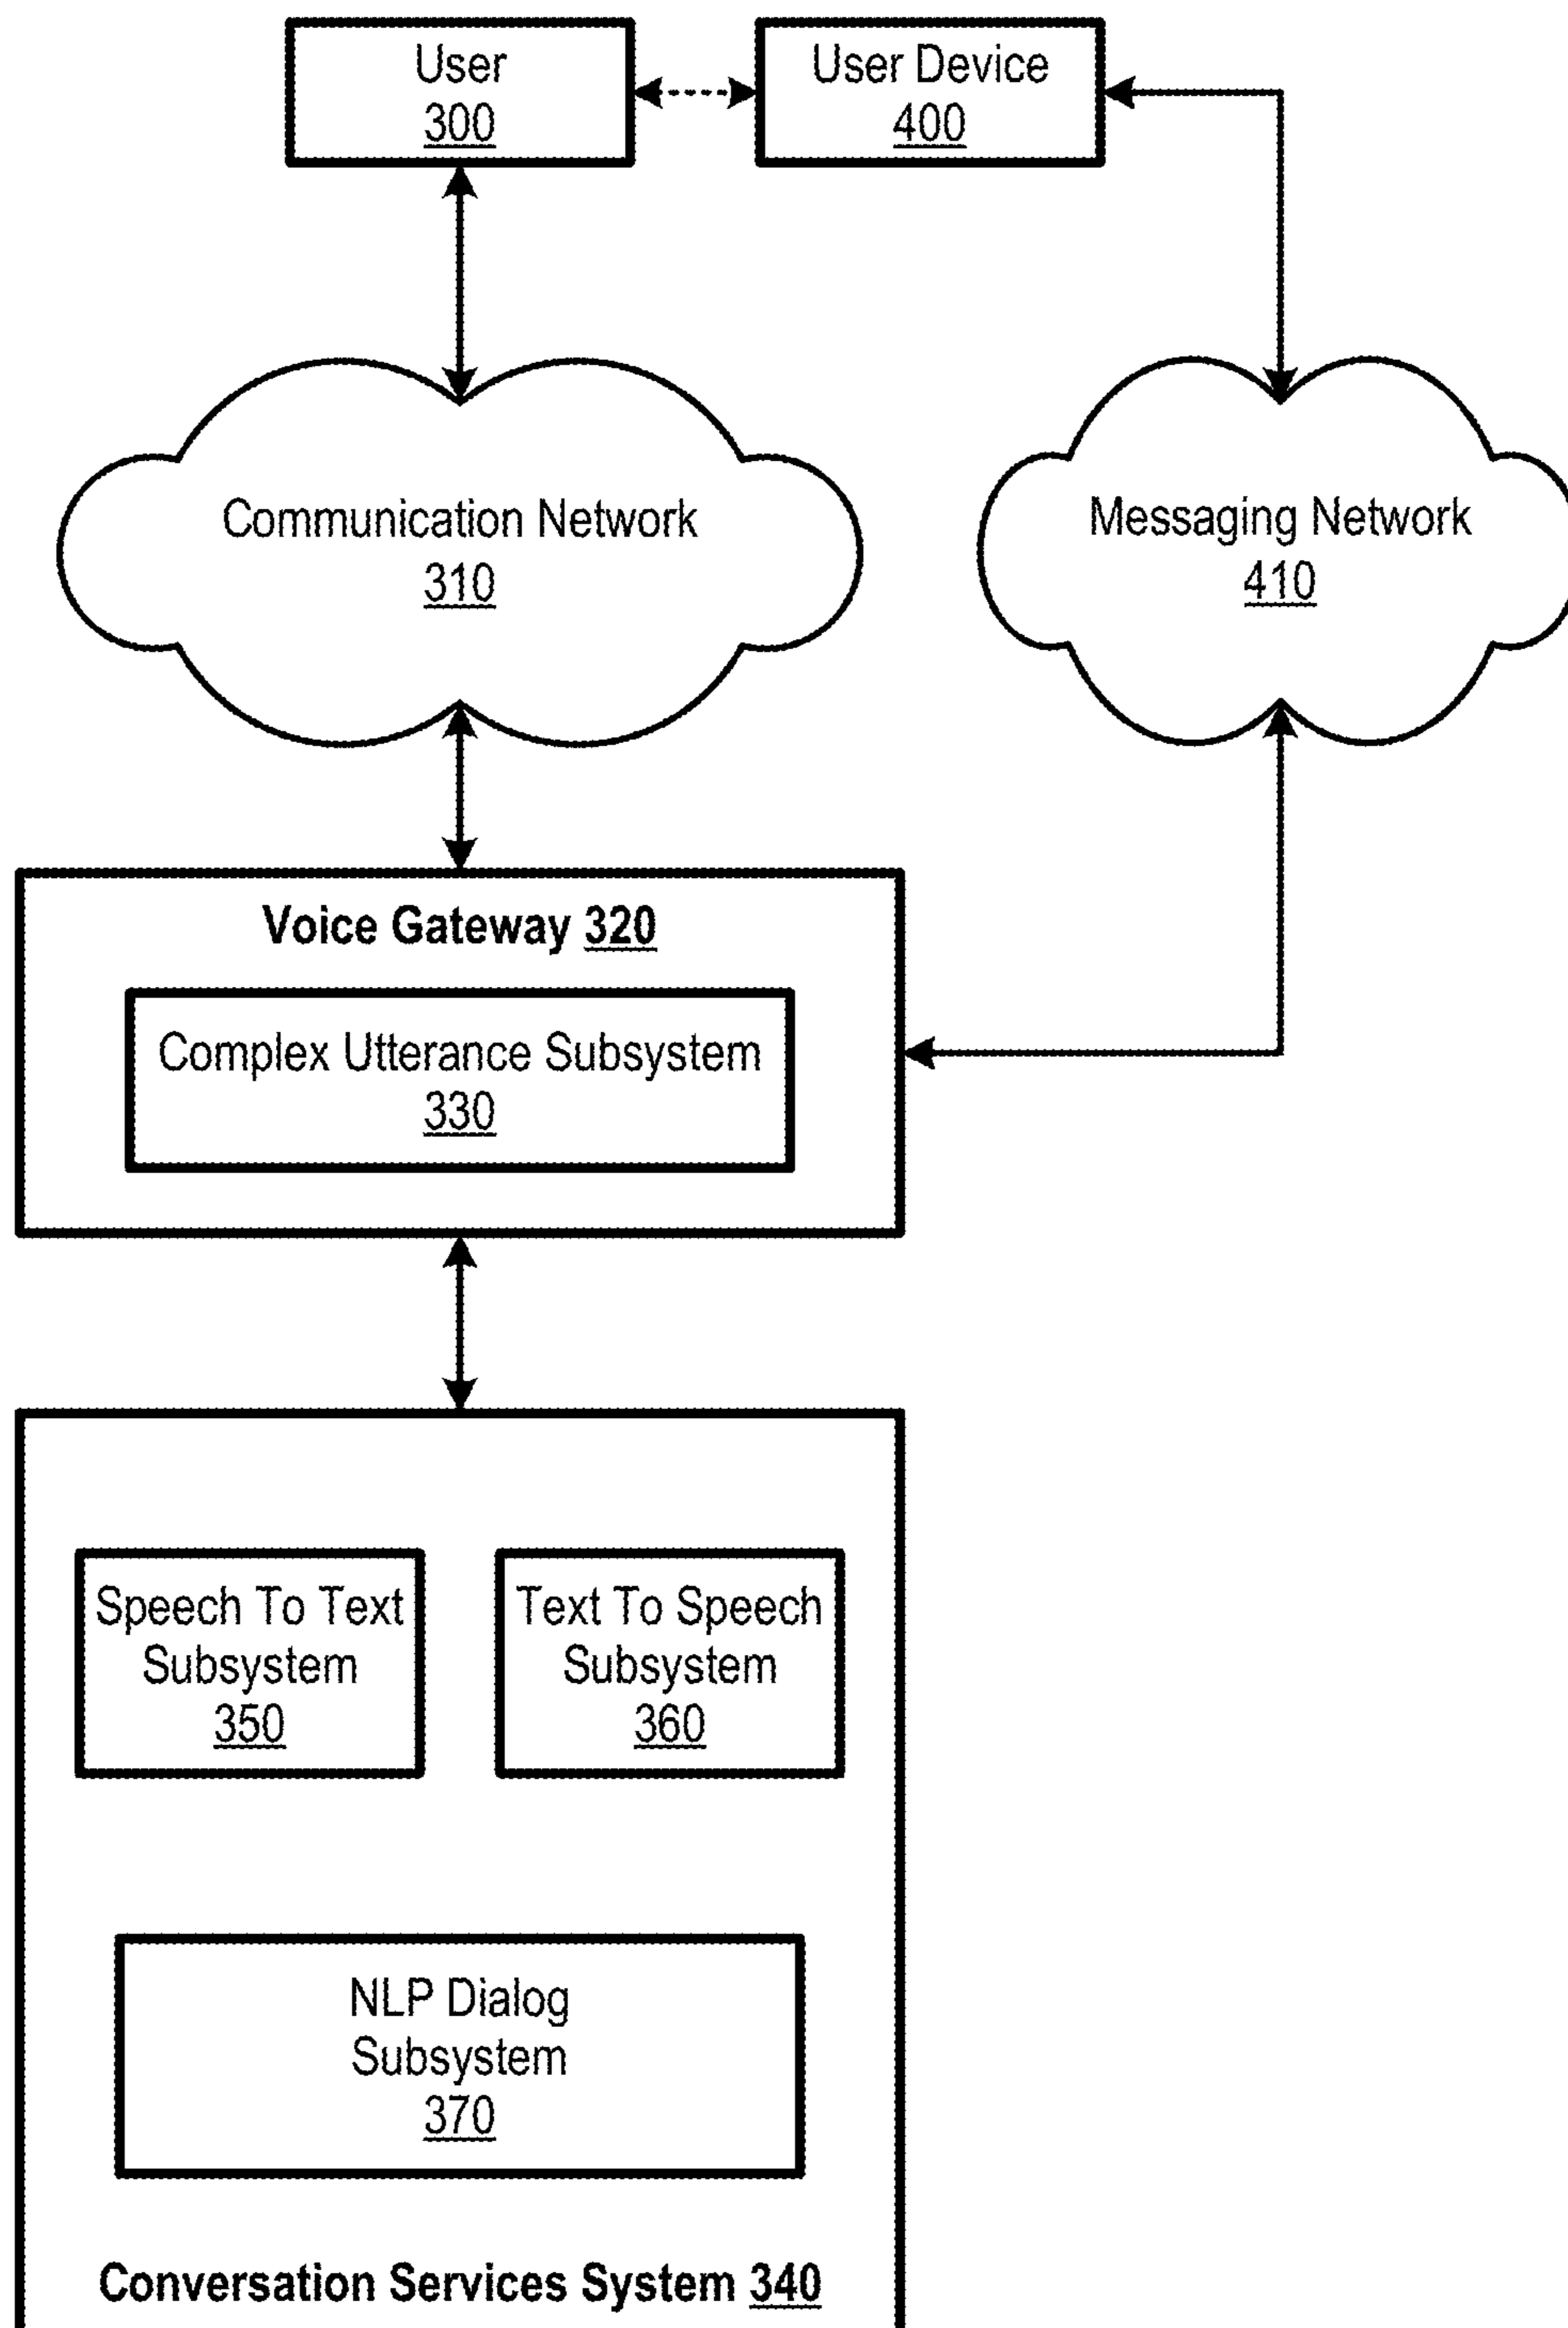 User
300
User Device
400
Communication Network
310
Messaging Network
410
Voice Gateway 320
Complex Utterance Subsystem
330
Speech To Text
Subsystem
350
Text To Speech
Subsystem
360
NLP Dialog
Subsystem
370
Conversation Services System 340